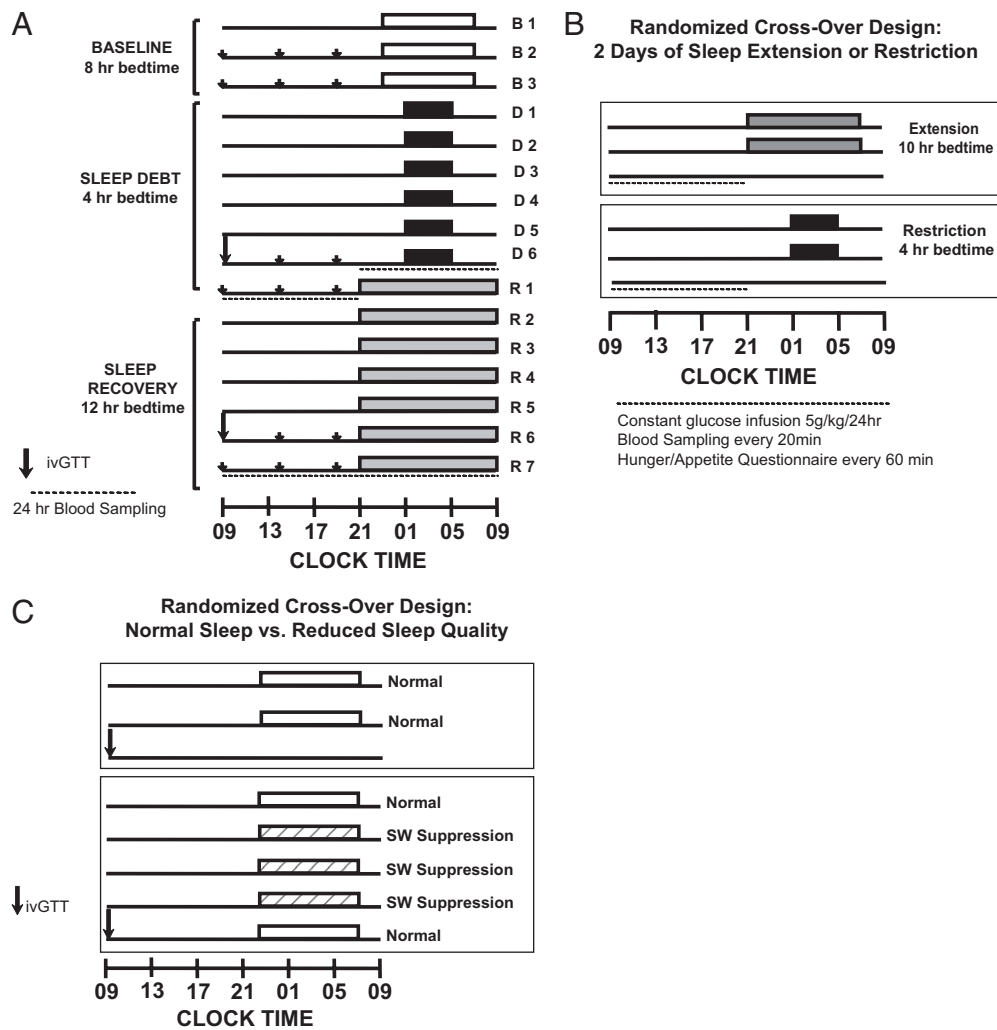 A
BASELINE
8 hr bedtime
SLEEP DEBT
4 hr bedtime
SLEEP
RECOVERY
12 hr bedtime
B 1
B 2
B 3
D 1
D 2
D 3
D 4
D 5
D 6
R 1
R 2
R 3
R 4
R 5
R 6
R 7
ivGTT
24 hr Blood Sampling
09 13 17 21 01 05 09
CLOCK TIME
B
Randomized Cross-Over Design:
2 Days of Sleep Extension or Restriction
Extension
10 hr bedtime
Restriction
4 hr bedtime
09 13 17 21 01 05 09
CLOCK TIME
Constant glucose infusion 5g/kg/24hr
Blood Sampling every 20min
Hunger/Appetite Questionnaire every 60 min
C
Randomized Cross-Over Design:
Normal Sleep vs. Reduced Sleep Quality
Normal
Normal
Normal
SW Suppression
SW Suppression
SW Suppression
Normal
ivGTT
09 13 17 21 01 05 09
CLOCK TIME